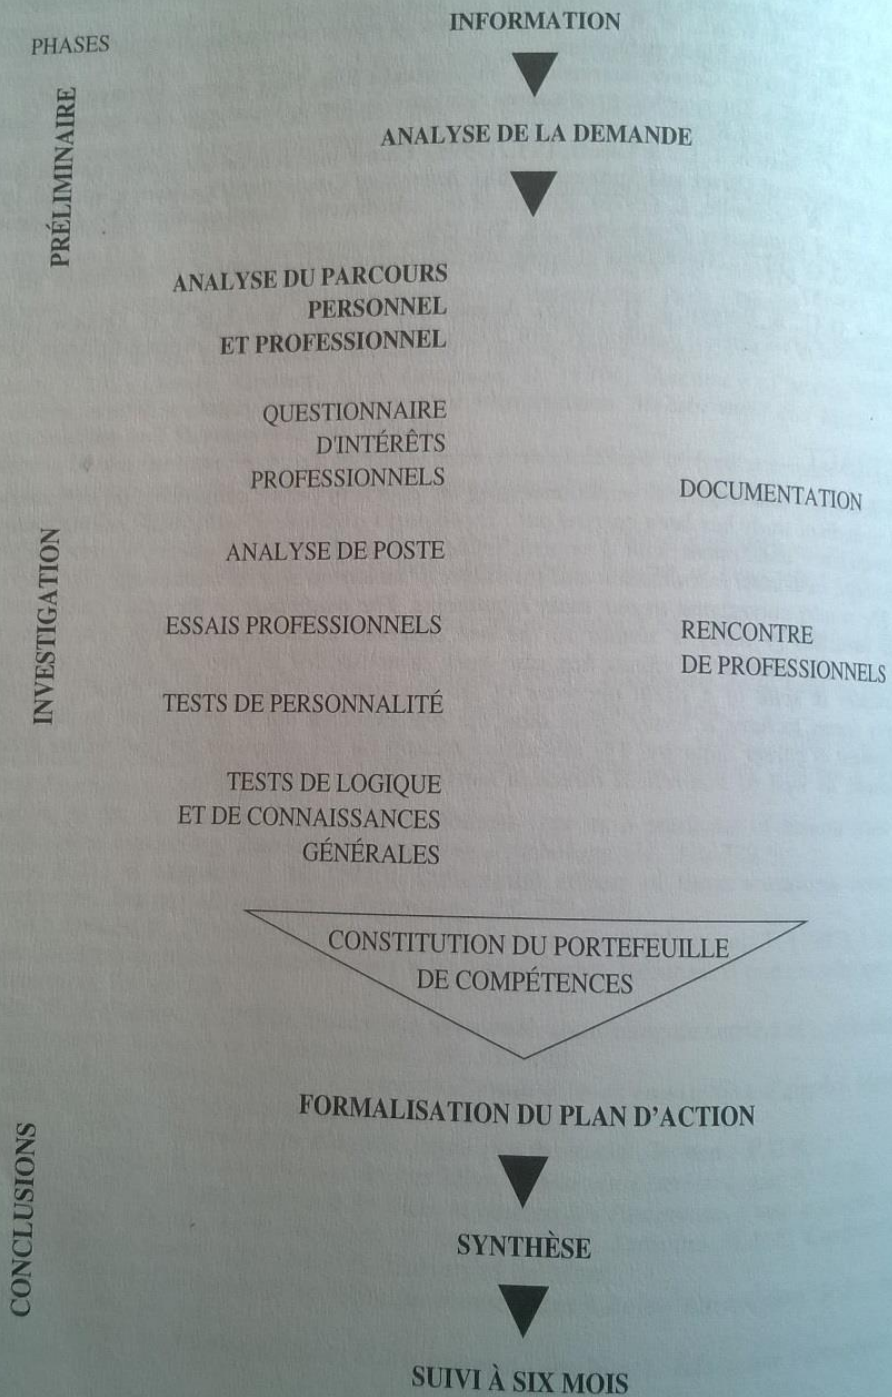 INFORMATION
PHASES
PRÉLIMINAIRE
ANALYSE DE LA DEMANDE
ANALYSE DU PARCOURS
PERSONNEL
ET PROFESSIONNEL
INVESTIGATION
QUESTIONNAIRE
D'INTÉRÊTS
PROFESSIONNELS
DOCUMENTATION
ANALYSE DE POSTE
ESSAIS PROFESSIONNELS
RENCONTRE
DE PROFESSIONNELS
TESTS DE PERSONNALITÉ
TESTS DE LOGIQUE
ET DE CONNAISSANCES
GÉNÉRALES
CONSTITUTION DU PORTEFEUILLE
DE COMPÉTENCES
CONCLUSIONS
FORMALISATION DU PLAN D'ACTION
SYNTHÈSE
SUIVI À SIX MOIS